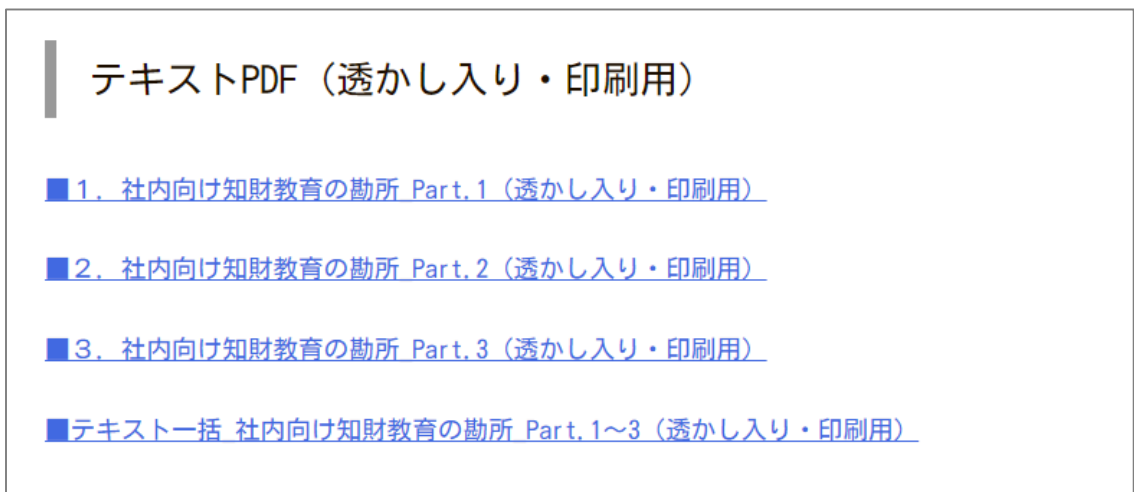 テキストPDF（透かし入り・印刷用）
■１．社内向け知財教育の勘所 Part.1（透かし入り・印刷用）
■２．社内向け知財教育の勘所 Part.2（透かし入り・印刷用）
■３．社内向け知財教育の勘所 Part.3（透かし入り・印刷用）
■テキスト一括 社内向け知財教育の勘所 Part.1～3（透かし入り・印刷用）